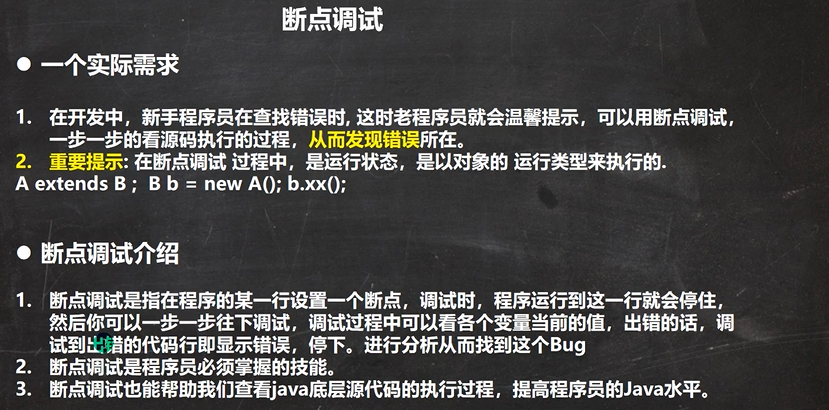 断点调试
● 一个实际需求
1. 在开发中，新手程序员在查找错误时, 这时老程序员就会温馨提示，可以用断点调试，
一步一步的看源码执行的过程，从而发现错误所在。
2. 重要提示: 在断点调试 过程中，是运行状态，是以对象的 运行类型来执行的.
A extends B ;  B b = new A(); b.xx();
● 断点调试介绍
1. 断点调试是指在程序的某一行设置一个断点，调试时，程序运行到这一行就会停住，
然后你可以一步一步往下调试，调试过程中可以看各个变量当前的值，出错的话，调
试到出错的代码行即显示错误，停下。进行分析从而找到这个Bug
2. 断点调试是程序员必须掌握的技能。
3. 断点调试也能帮助我们查看java底层源代码的执行过程，提高程序员的Java水平。